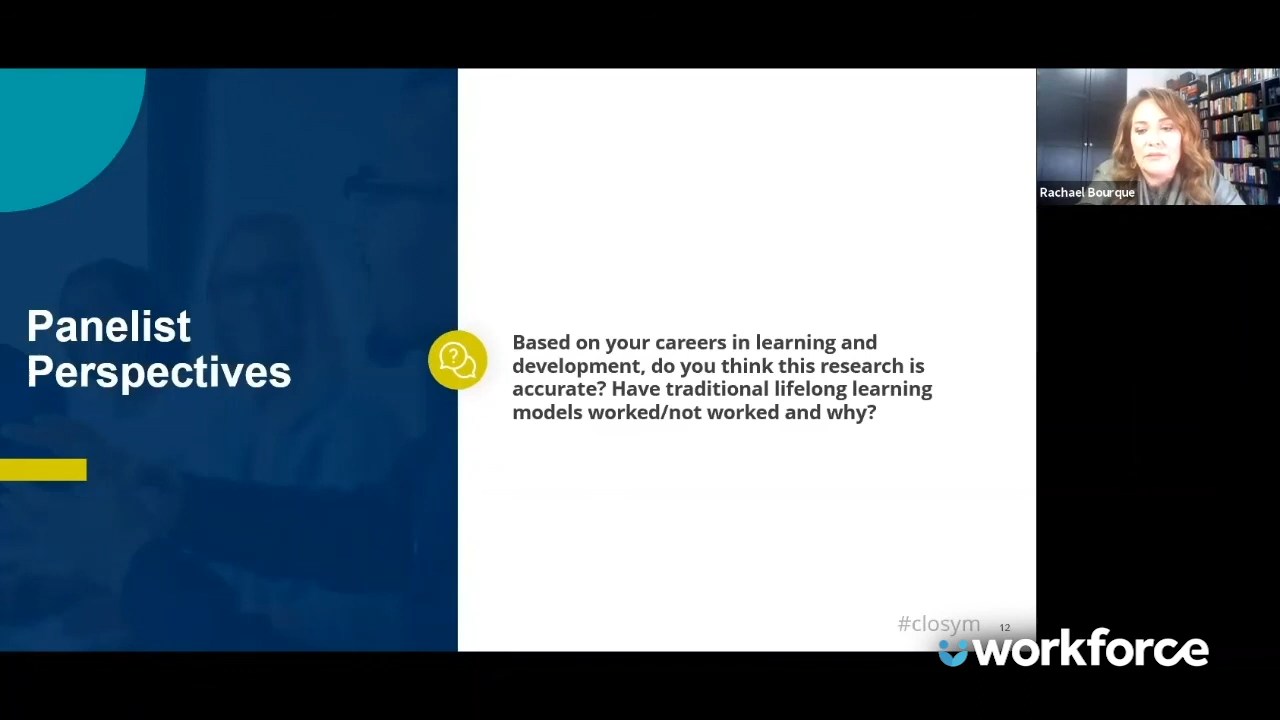 Panelist
Perspectives
?
Based on your careers in learning and
development, do you think this research is
accurate? Have traditional lifelong learning
models worked/not worked and why?
Rachael Bourque
#closym 12
workforce